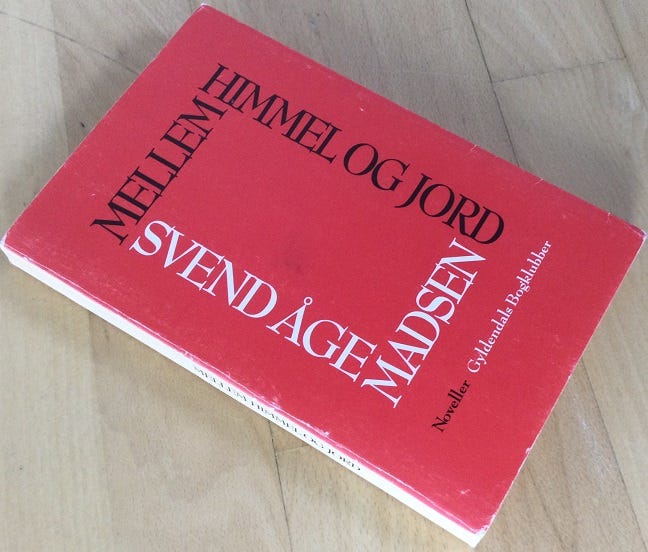 MELLEM
HIMMEL OG JORD
SVEND ÅGE
MADSEN
Noveller Gyldendals Bogklubber
MELLEM HIMMEL OG JORD